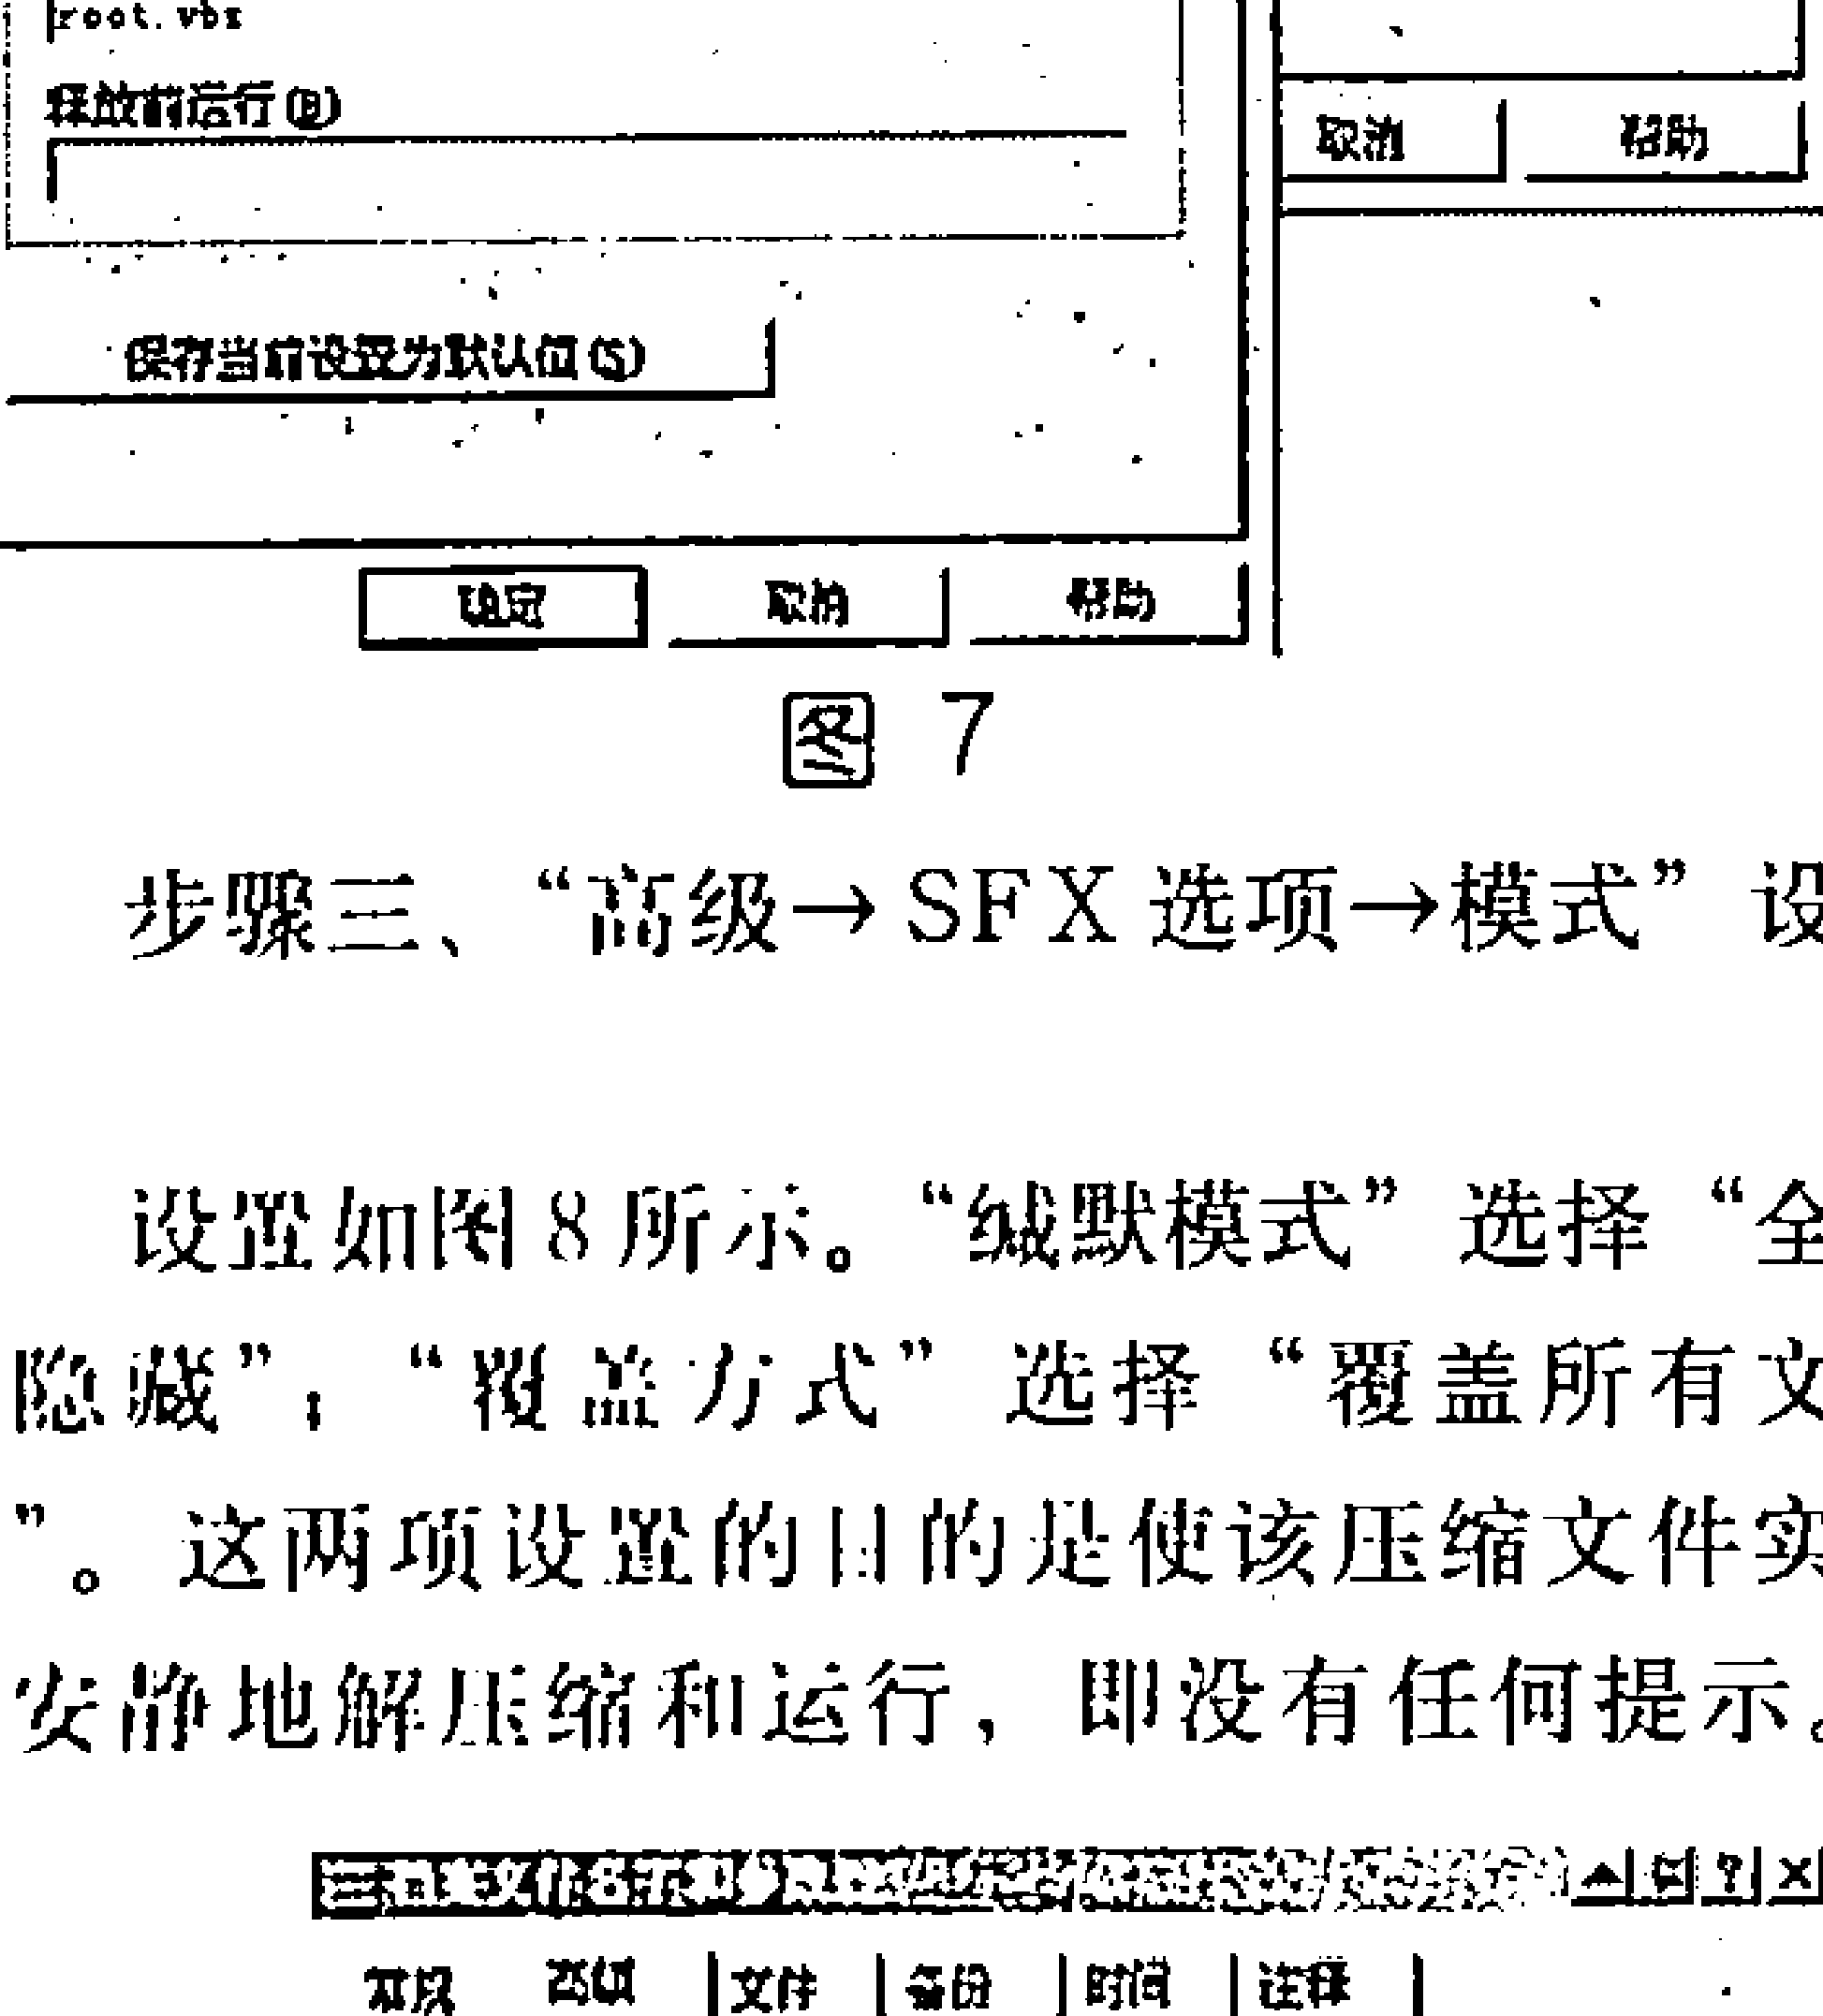 root.vbs
释放前运行(B)
取消 帮助
保存当前设置为默认值(S)
确定 取消 帮助
图 7
步骤三、“高级→SFX 选项→模式”设
设置如图 8 所示。“缄默模式”选择“全
隐藏”；“覆盖方式”选择“覆盖所有文
”。这两项设置的目的是使该压缩文件实
安静地解压缩和运行，即没有任何提示。
常规 高级 文件 备份 时间 注释